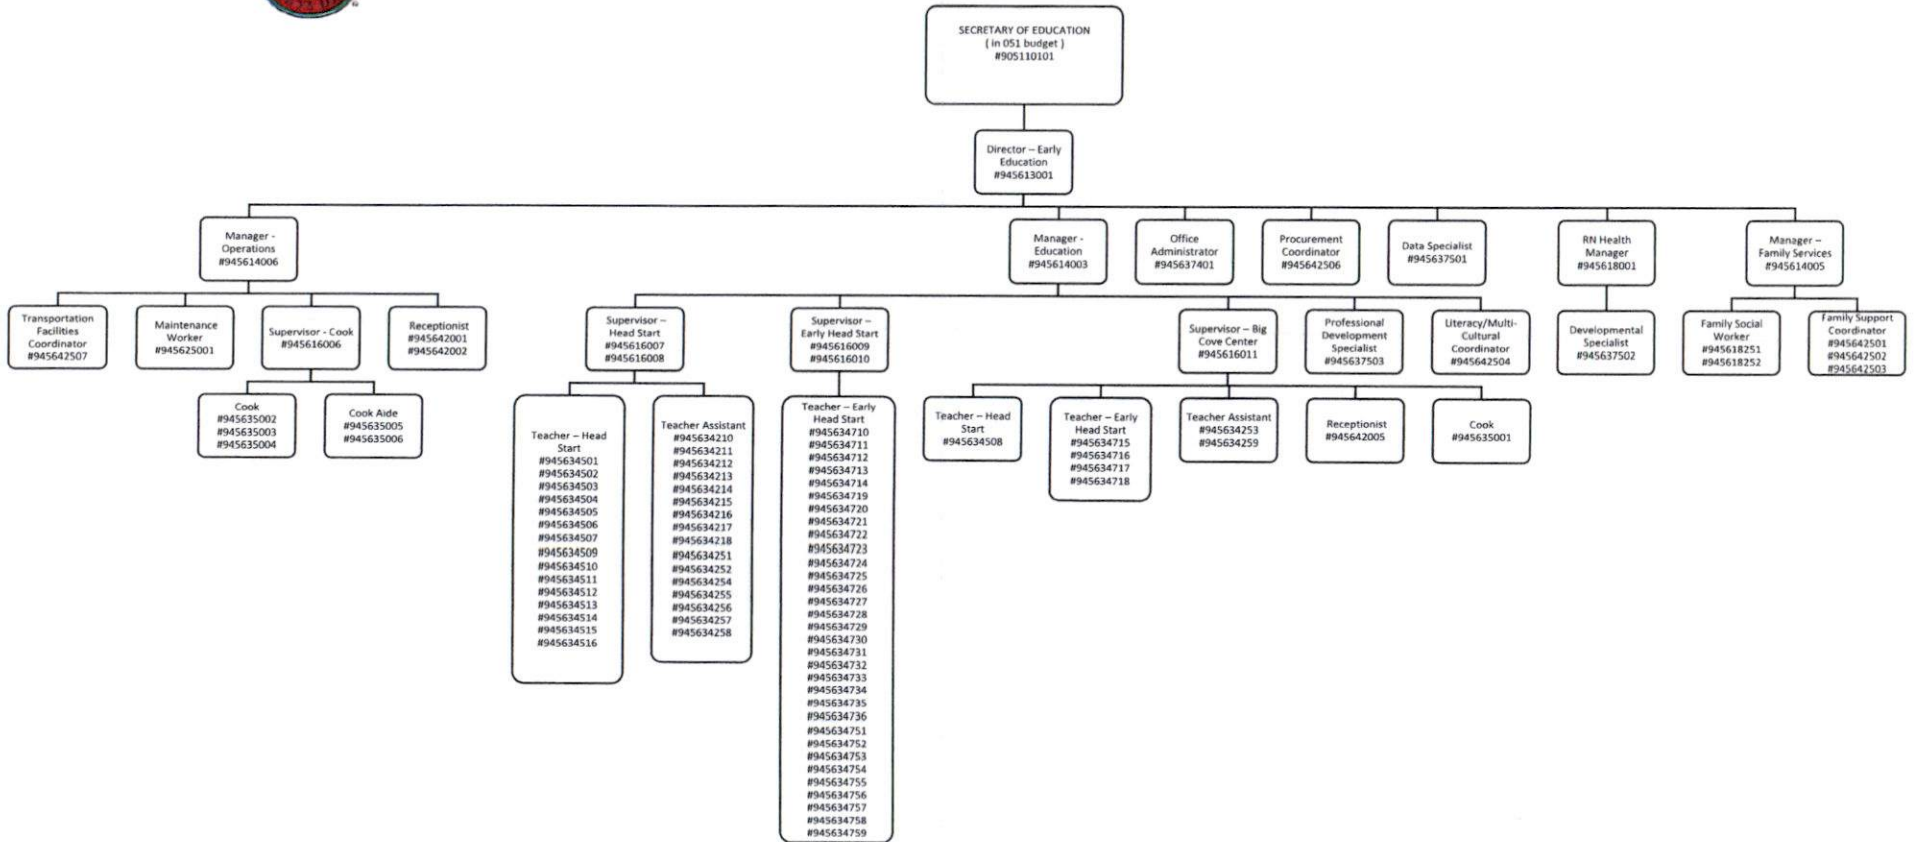 SECRETARY OF EDUCATION
( in 051 budget )
#905110101
Director – Early
Education
#945613001
Manager -
Operations
#945614006
Manager -
Education
#945614003
Office
Administrator
#945637401
Procurement
Coordinator
#945642506
Data Specialist
#945637501
RN Health
Manager
#945618001
Manager –
Family Services
#945614005
Transportation
Facilities
Coordinator
#945642507
Maintenance
Worker
#945625001
Supervisor - Cook
#945616006
Receptionist
#945642001
#945642002
Supervisor –
Head Start
#945616007
#945616008
Supervisor –
Early Head Start
#945616009
#945616010
Supervisor – Big
Cove Center
#945616011
Professional
Development
Specialist
#945637503
Literacy/Multi-
Cultural
Coordinator
#945642504
Developmental
Specialist
#945637502
Family Social
Worker
#945618251
#945618252
Family Support
Coordinator
#945642501
#945642502
#945642503
Cook
#945635002
#945635003
#945635004
Cook Aide
#945635005
#945635006
Teacher – Head
Start
#945634501
#945634502
#945634503
#945634504
#945634505
#945634506
#945634507
#945634509
#945634510
#945634511
#945634512
#945634513
#945634514
#945634515
#945634516
Teacher Assistant
#945634210
#945634211
#945634212
#945634213
#945634214
#945634215
#945634216
#945634217
#945634218
#945634251
#945634252
#945634254
#945634255
#945634256
#945634257
#945634258
Teacher – Early
Head Start
#945634710
#945634711
#945634712
#945634713
#945634714
#945634719
#945634720
#945634721
#945634722
#945634723
#945634724
#945634725
#945634726
#945634727
#945634728
#945634729
#945634730
#945634731
#945634732
#945634733
#945634734
#945634735
#945634736
#945634751
#945634752
#945634753
#945634754
#945634755
#945634756
#945634757
#945634758
#945634759
Teacher – Head
Start
#945634508
Teacher – Early
Head Start
#945634715
#945634716
#945634717
#945634718
Teacher Assistant
#945634253
#945634259
Receptionist
#945642005
Cook
#945635001